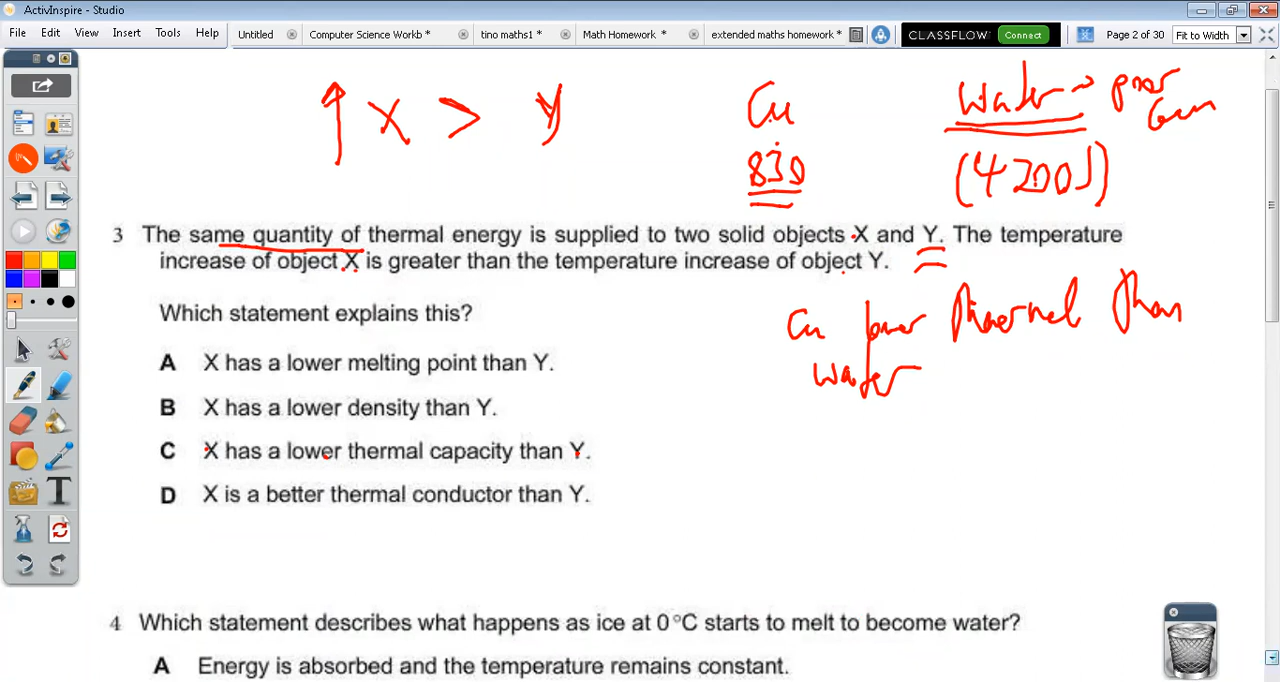 ActivInspire - Studio
File Edit View Insert Tools Help Untitled Computer Science Workb * tino maths1 * Math Homework * extended maths homework * CLASSFLOW Connect Page 2 of 30 Fit to Width
↑ X > Y Cu Water → poor
830 (4200J)
3 The same quantity of thermal energy is supplied to two solid objects X and Y. The temperature
increase of object X is greater than the temperature increase of object Y.
Which statement explains this?
Cu lower thermal than
water
A X has a lower melting point than Y.
B X has a lower density than Y.
C X has a lower thermal capacity than Y.
D X is a better thermal conductor than Y.
4 Which statement describes what happens as ice at 0 °C starts to melt to become water?
A Energy is absorbed and the temperature remains constant.